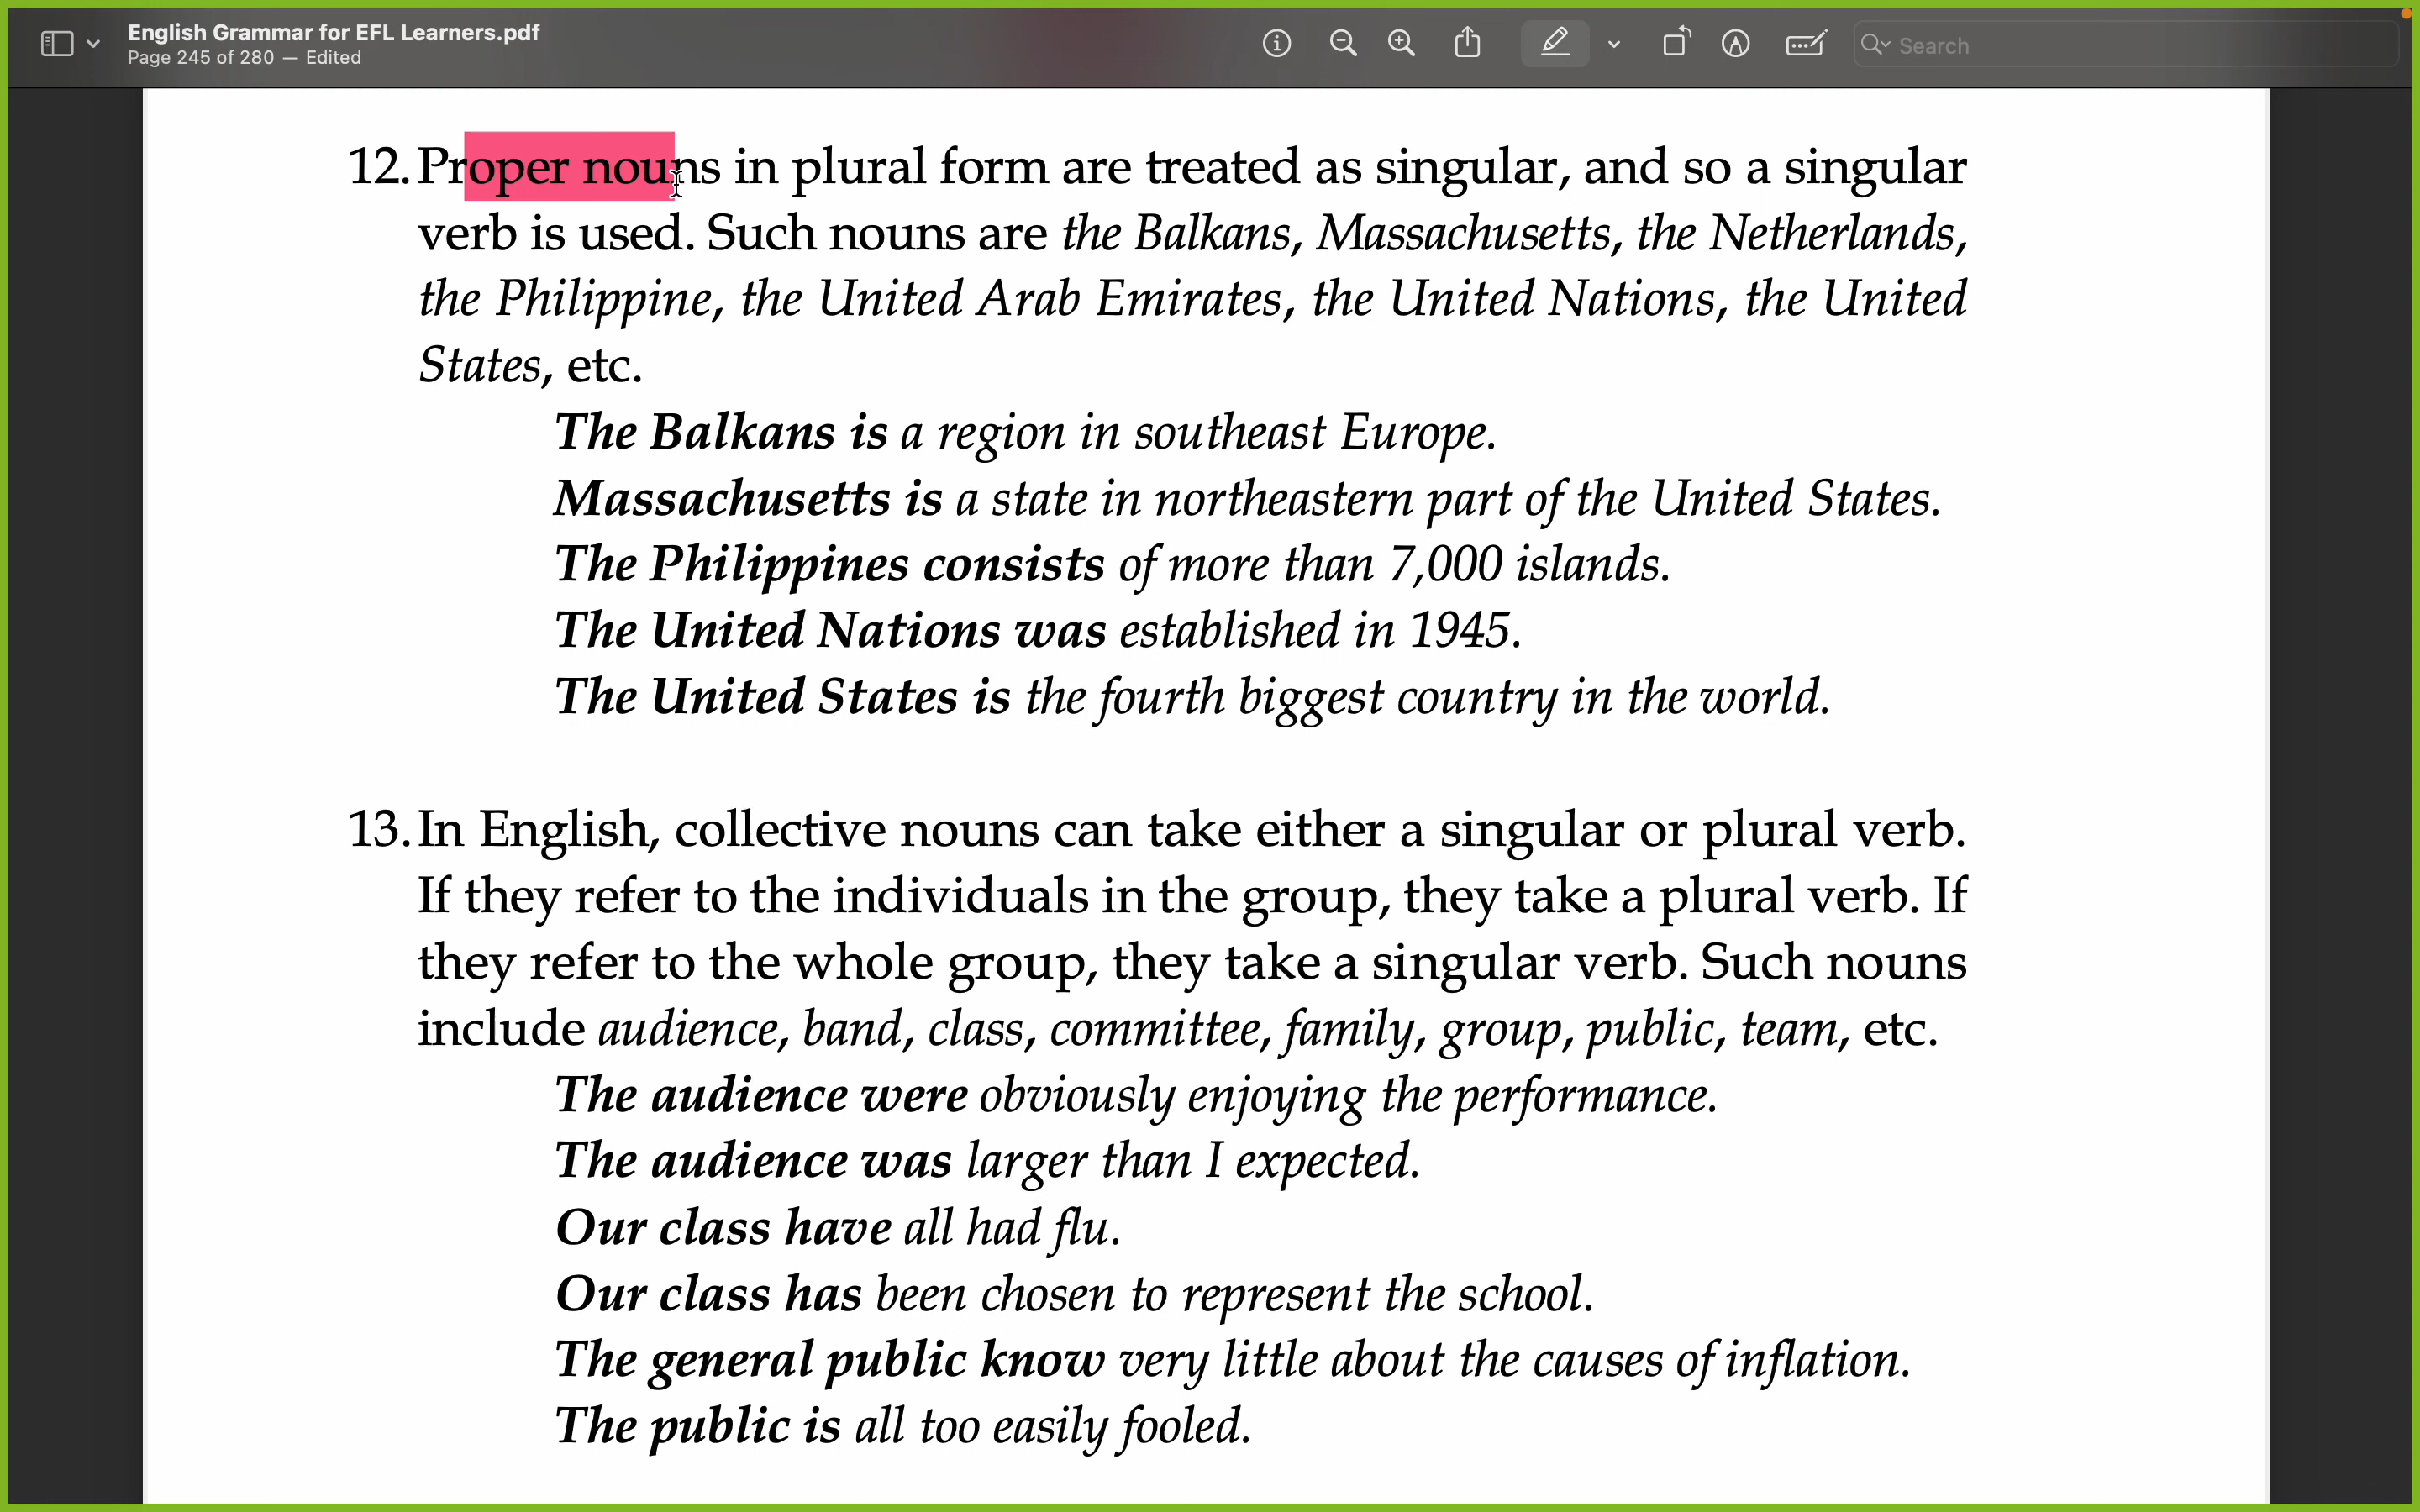 English Grammar for EFL Learners.pdf
Page 245 of 280 — Edited
Search
12. Proper nouns in plural form are treated as singular, and so a singular
verb is used. Such nouns are the Balkans, Massachusetts, the Netherlands,
the Philippine, the United Arab Emirates, the United Nations, the United
States, etc.
The Balkans is a region in southeast Europe.
Massachusetts is a state in northeastern part of the United States.
The Philippines consists of more than 7,000 islands.
The United Nations was established in 1945.
The United States is the fourth biggest country in the world.
13. In English, collective nouns can take either a singular or plural verb.
If they refer to the individuals in the group, they take a plural verb. If
they refer to the whole group, they take a singular verb. Such nouns
include audience, band, class, committee, family, group, public, team, etc.
The audience were obviously enjoying the performance.
The audience was larger than I expected.
Our class have all had flu.
Our class has been chosen to represent the school.
The general public know very little about the causes of inflation.
The public is all too easily fooled.